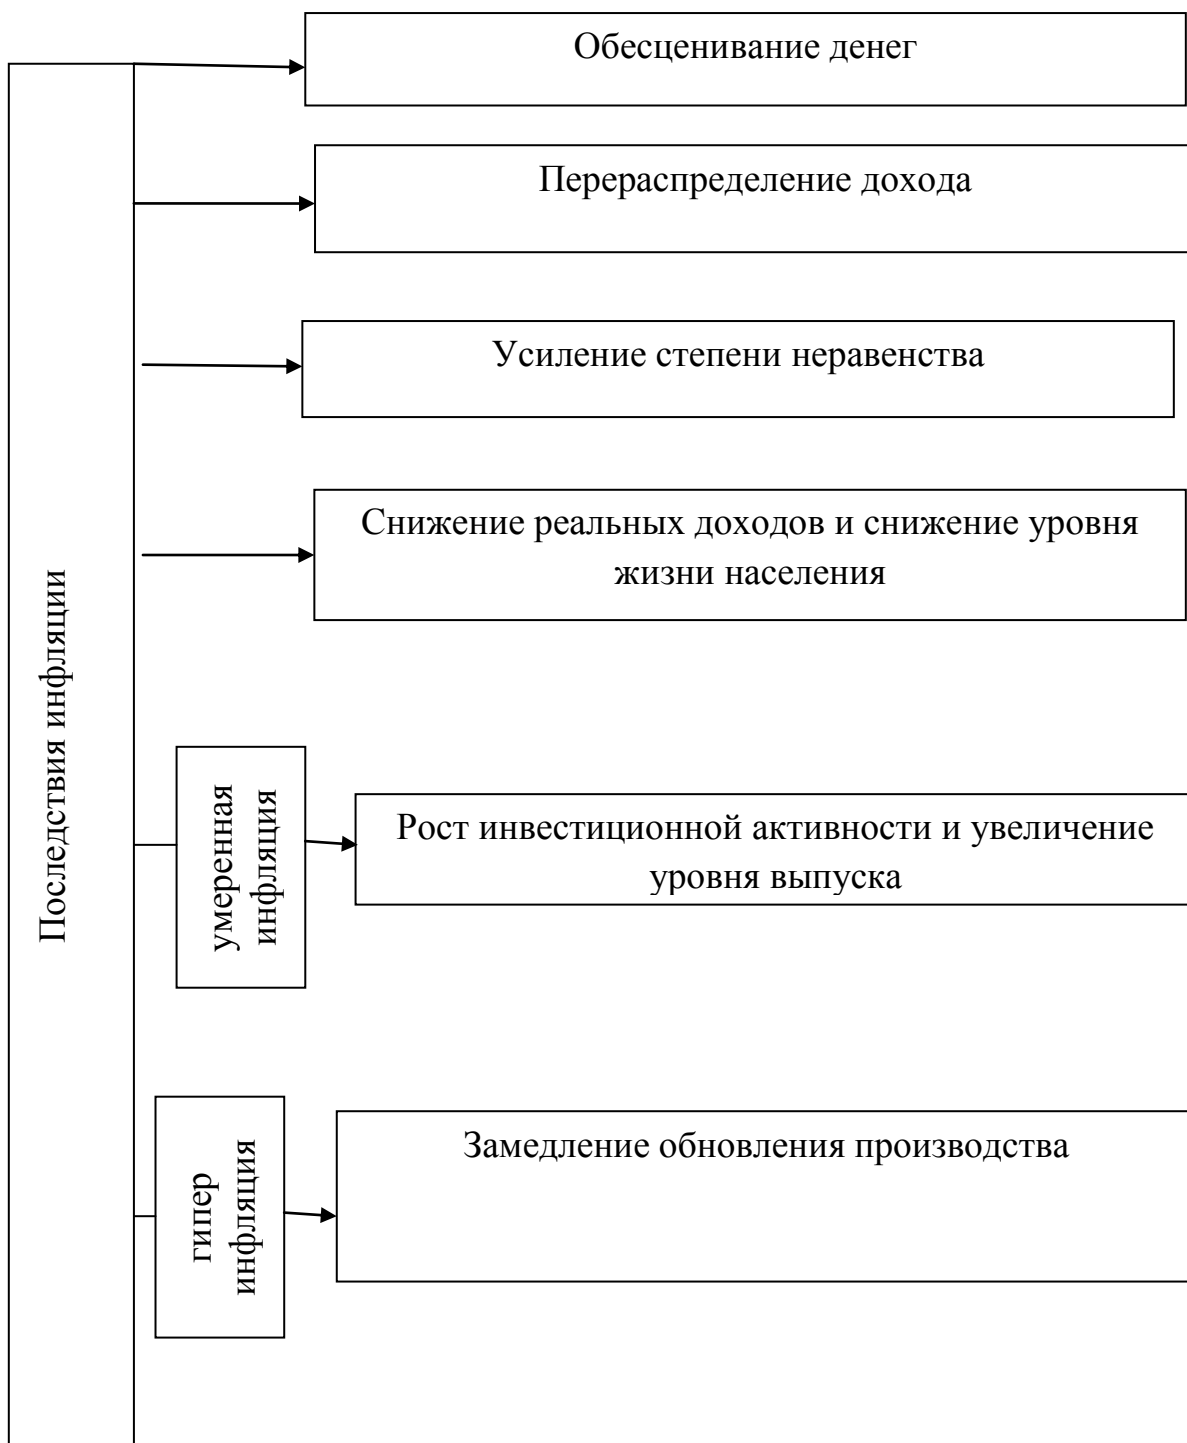 Последствия инфляции
Обесценивание денег
Перераспределение дохода
Усиление степени неравенства
Снижение реальных доходов и снижение уровня
жизни населения
умеренная
инфляция
Рост инвестиционной активности и увеличение
уровня выпуска
гипер
инфляция
Замедление обновления производства